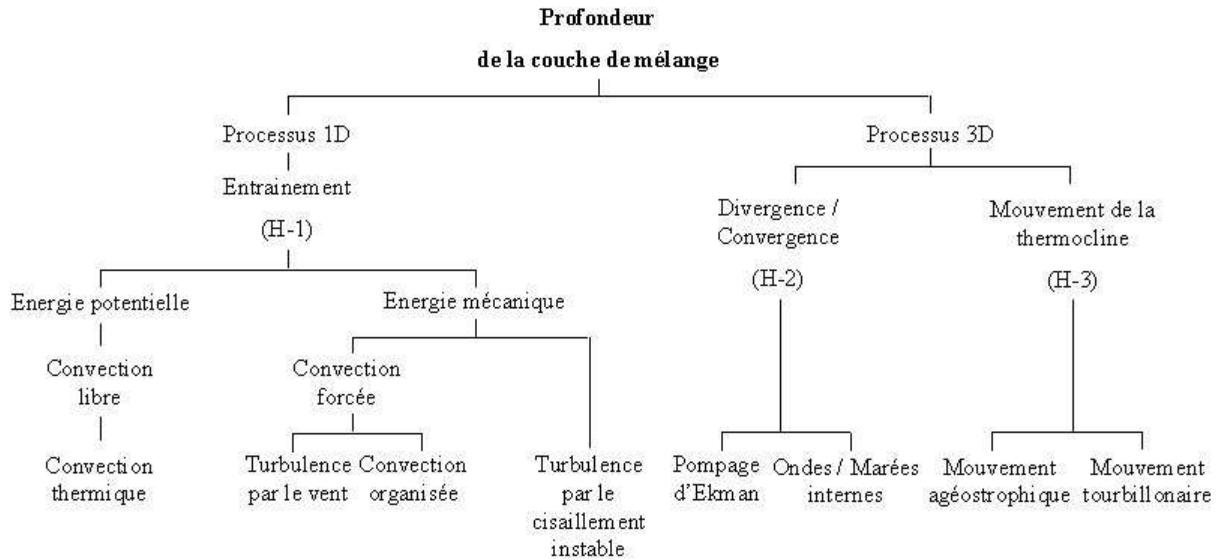 Profondeur
de la couche de mélange
Processus 1D
Processus 3D
Entrainement
(H-1)
Divergence /
Convergence
(H-2)
Mouvement de la
thermocline
(H-3)
Energie potentielle
Energie mécanique
Convection
libre
Convection
forcée
Convection
thermique
Turbulence
par le vent
Convection
organisée
Turbulence
par le
cisaillement
instable
Pompage
d'Ekman
Ondes / Marées
internes
Mouvement
agéostrophique
Mouvement
tourbillonaire